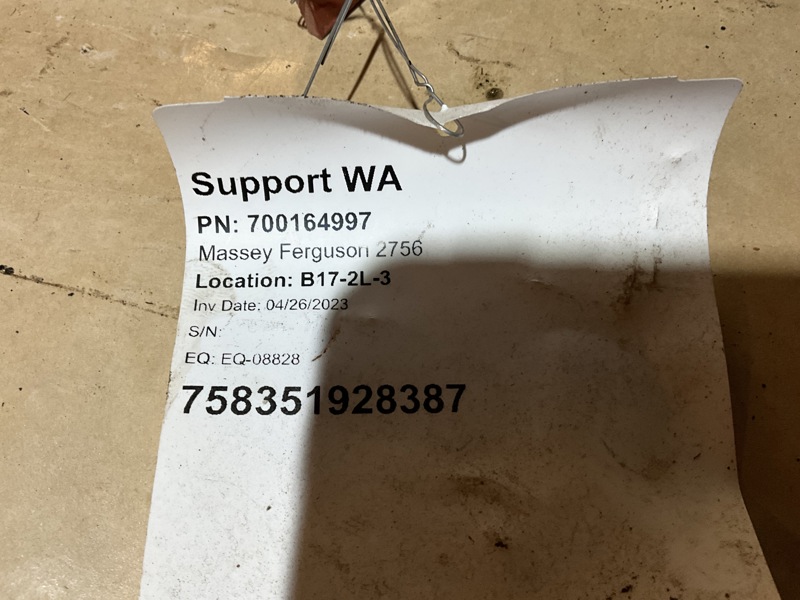 Support WA
PN: 700164997
Massey Ferguson 2756
Location: B17-2L-3
Inv Date: 04/26/2023
S/N:
EQ: EQ-08828
758351928387